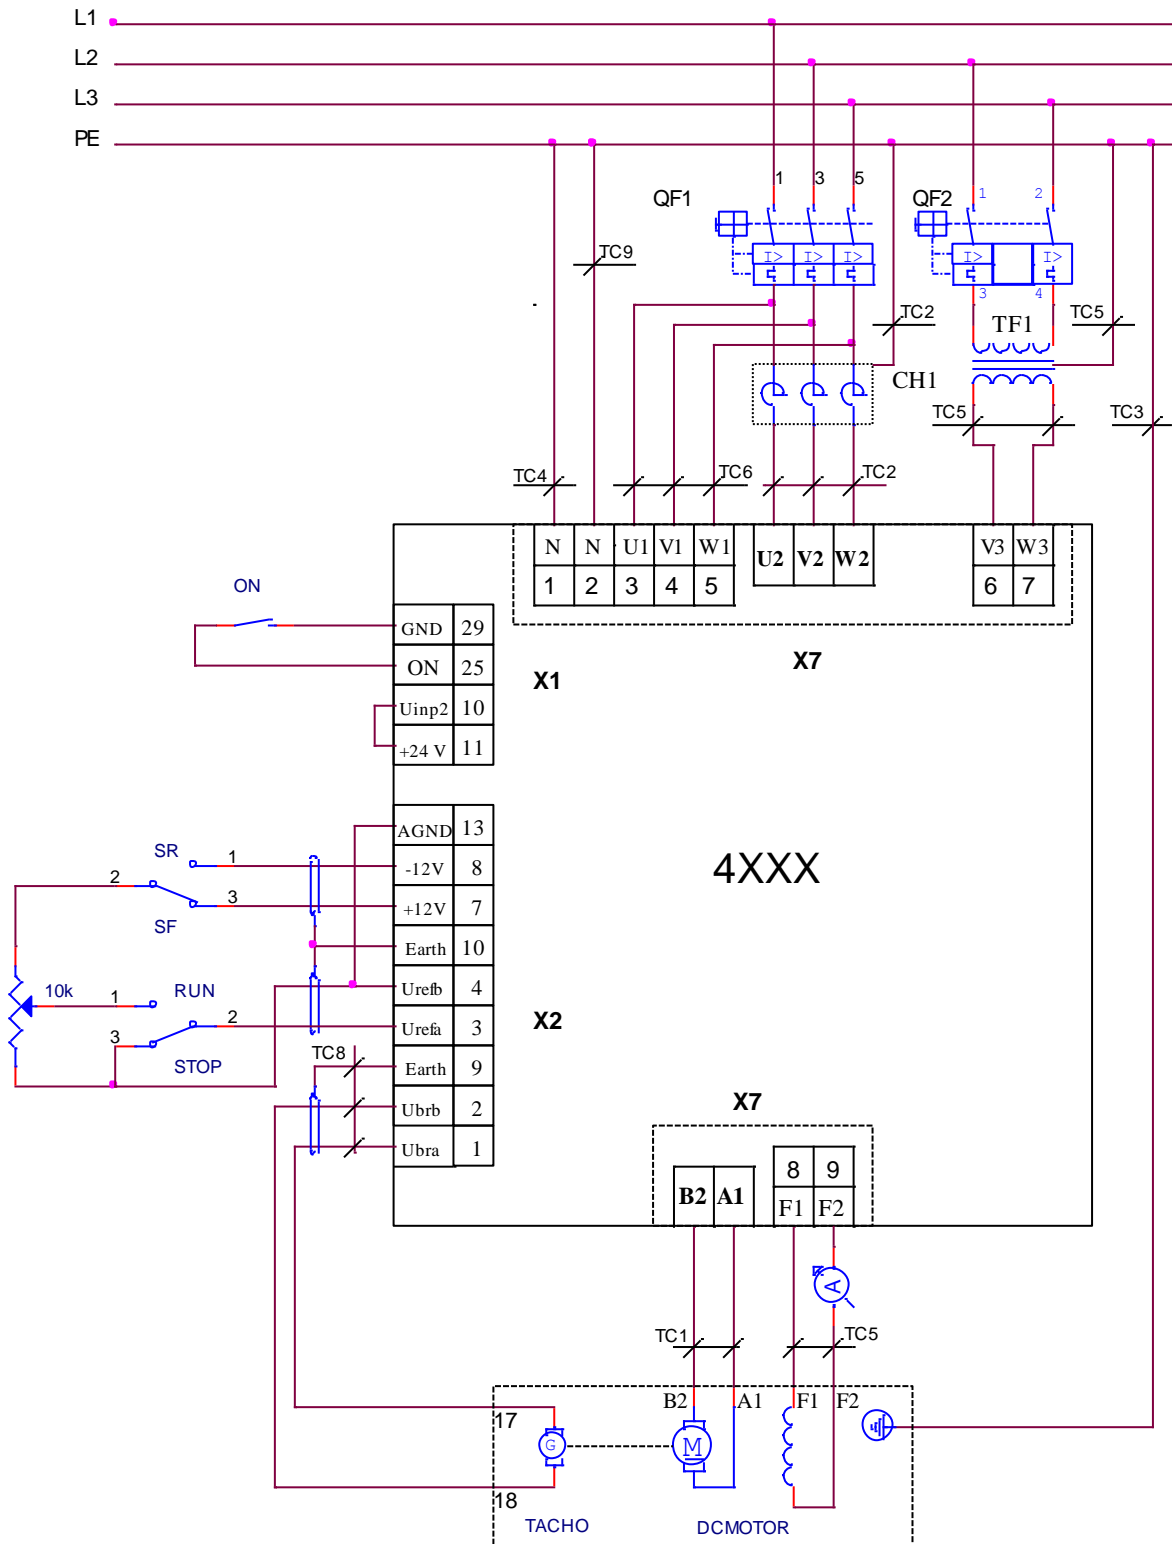 L1
L2
L3
PE
1 3 5
QF1
QF2
1 2
TC9
I> I> I>
I> I>
3 4
TC2
TF1
TC5
CH1
TC5
TC3
TC4
TC6
TC2
N N U1 V1 W1
U2 V2 W2
V3 W3
1 2 3 4 5
6 7
ON
GND 29
ON 25
Uinp2 10
+24 V 11
X1
X7
AGND 13
-12V 8
+12V 7
Earth 10
Urefb 4
Urefa 3
Earth 9
Ubrb 2
Ubra 1
4XXX
SR
1
2
3
SF
10k
1
RUN
2
3
STOP
X2
TC8
X7
8 9
B2 A1
F1 F2
A
TC1
TC5
B2 A1 F1 F2
17
G
M
18
TACHO
DCMOTOR